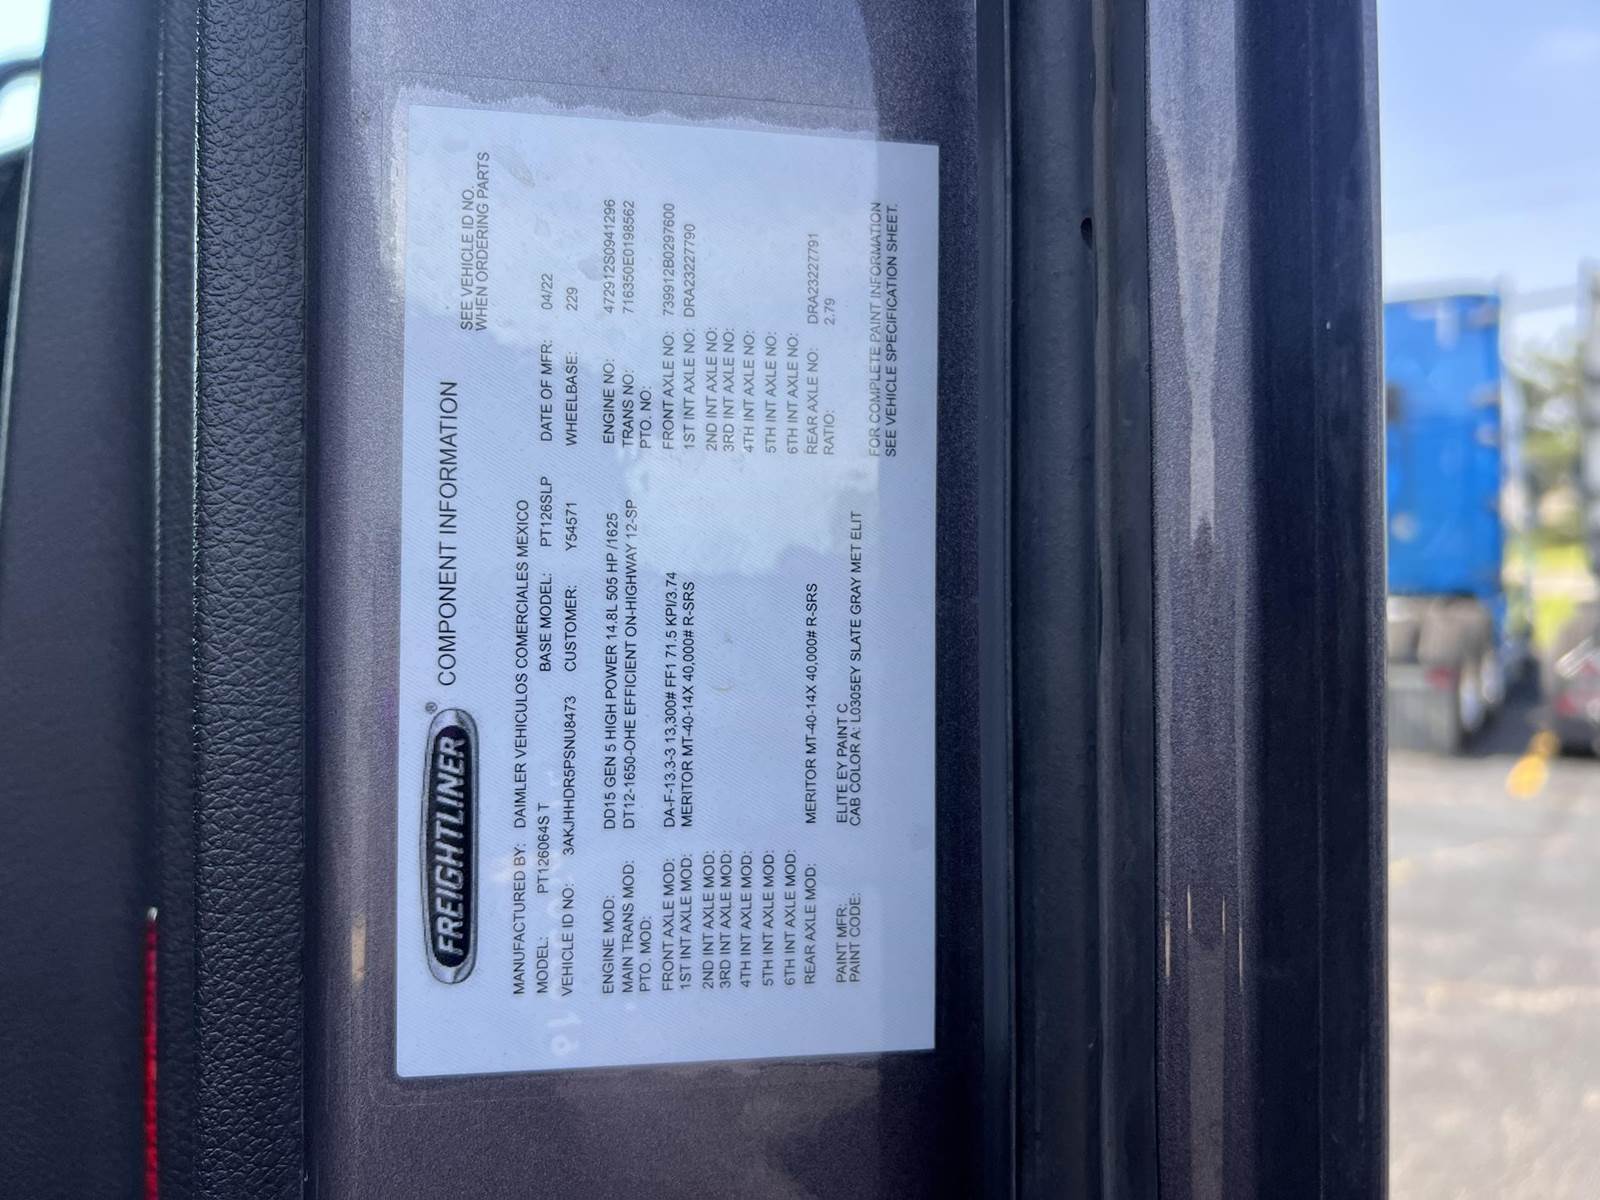 FREIGHTLINER® COMPONENT INFORMATION
SEE VEHICLE ID NO.
WHEN ORDERING PARTS
MANUFACTURED BY: DAIMLER VEHICULOS COMERCIALES MEXICO
MODEL: PT126064S T BASE MODEL: PT126SLP DATE OF MFR: 04/22
VEHICLE ID NO: 3AKJHHDR5PSNU8473 CUSTOMER: Y54571 WHEELBASE: 229
ENGINE MOD: DD15 GEN 5 HIGH POWER 14.8L 505 HP /1625 ENGINE NO: 472912S0941296
MAIN TRANS MOD: DT12-1650-OHE EFFICIENT ON-HIGHWAY 12-SP TRANS NO: 716350E0198562
PTO. MOD: PTO. NO:
FRONT AXLE MOD: DA-F-13.3-3 13,300# FF1 71.5 KPI/3.74 FRONT AXLE NO: 739912B0297600
1ST INT AXLE MOD: MERITOR MT-40-14X 40,000# R-SRS 1ST INT AXLE NO: DRA23227790
2ND INT AXLE MOD: 2ND INT AXLE NO:
3RD INT AXLE MOD: 3RD INT AXLE NO:
4TH INT AXLE MOD: 4TH INT AXLE NO:
5TH INT AXLE MOD: 5TH INT AXLE NO:
6TH INT AXLE MOD: 6TH INT AXLE NO:
REAR AXLE MOD: MERITOR MT-40-14X 40,000# R-SRS REAR AXLE NO: DRA23227791
RATIO: 2.79
PAINT MFR: ELITE EY PAINT C
PAINT CODE: CAB COLOR A: L0305EY SLATE GRAY MET ELIT
FOR COMPLETE PAINT INFORMATION
SEE VEHICLE SPECIFICATION SHEET.